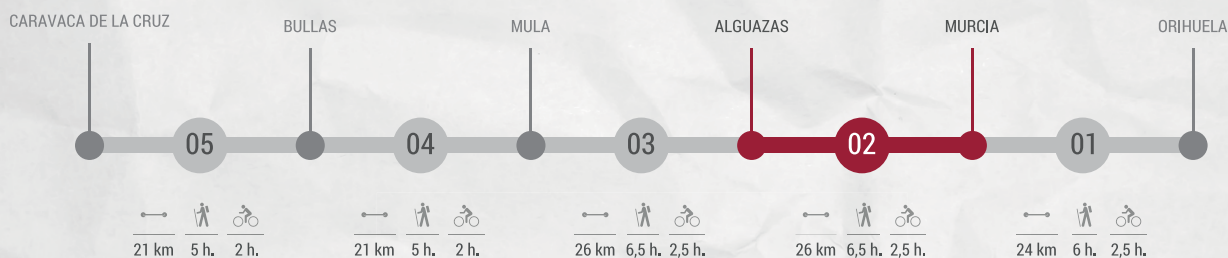 CARAVACA DE LA CRUZ BULLAS MULA ALGUAZAS MURCIA ORIHUELA
05 04 03 02 01
21 km 5 h. 2 h. 21 km 5 h. 2 h. 26 km 6,5 h. 2,5 h. 26 km 6,5 h. 2,5 h. 24 km 6 h. 2,5 h.